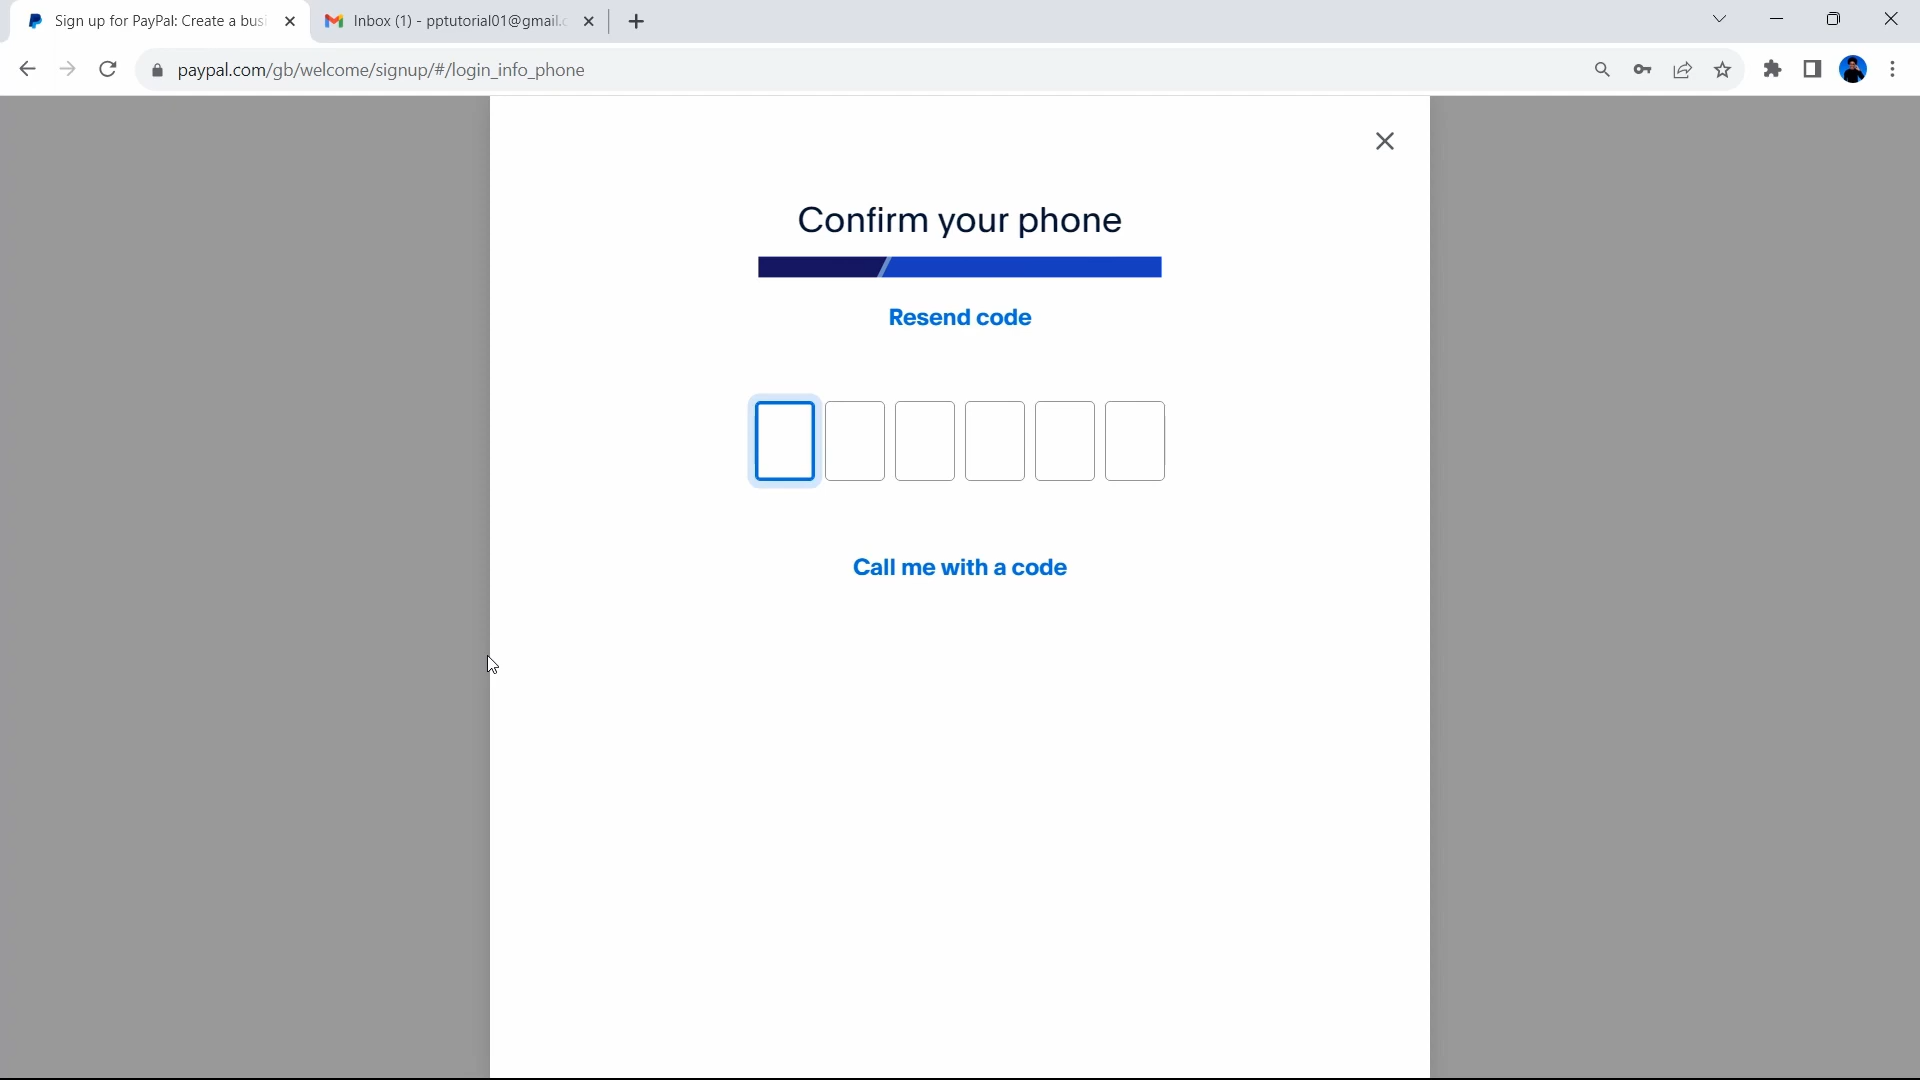 Sign up for PayPal: Create a busi
Inbox (1) - pptutorial01@gmail.c
paypal.com/gb/welcome/signup/#/login_info_phone
Confirm your phone
Resend code
Call me with a code